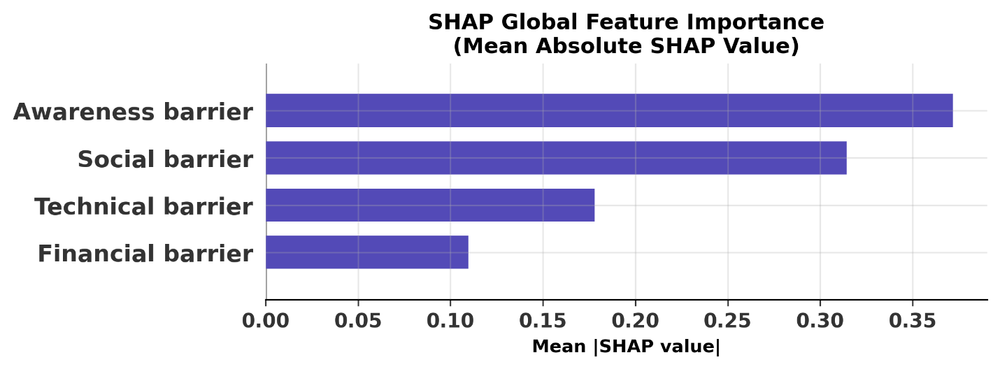 SHAP Global Feature Importance
(Mean Absolute SHAP Value)
Awareness barrier
Social barrier
Technical barrier
Financial barrier
0.00 0.05 0.10 0.15 0.20 0.25 0.30 0.35
Mean |SHAP value|